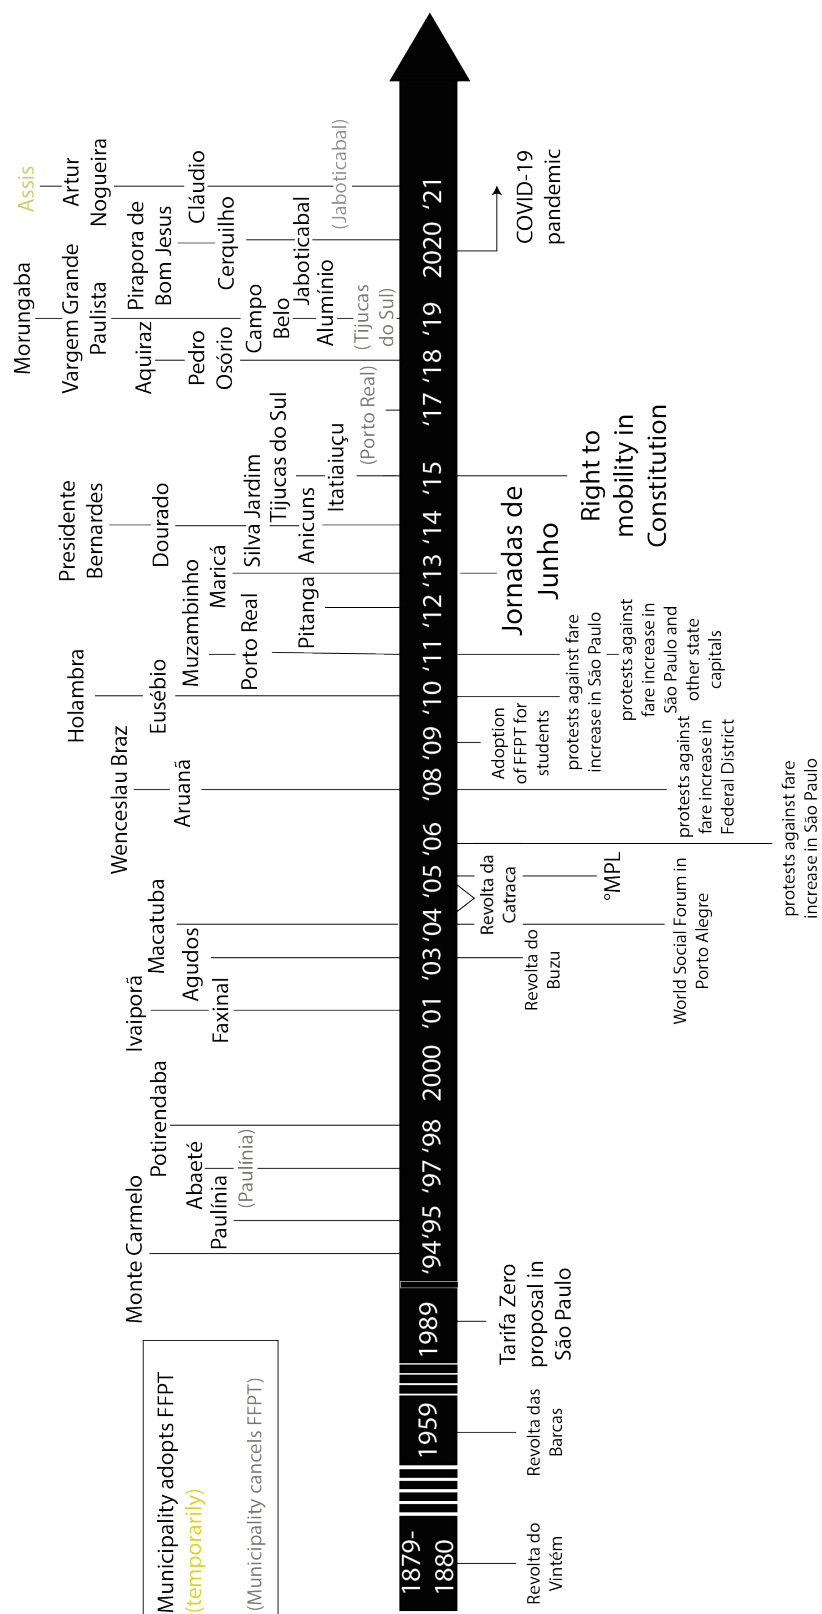 Municipality adopts FFPT
(temporarily)
(Municipality cancels FFPT)
Monte Carmelo
Paulínia
Abaeté
(Paulínia)
Potirendaba
Ivaiporã
Faxinal
Agudos
Macatuba
Wenceslau Braz
Aruanã
Holambra
Eusébio
Muzambinho
Porto Real
Pitanga
Maricá
Presidente
Bernardes
Dourado
Silva Jardim
Anicuns
Tijucas do Sul
Itatiaiuçu
(Porto Real)
Aquiraz
Pedro
Osório
Morungaba
Vargem Grande
Paulista
Campo
Belo
Alumínio
(Tijucas
do Sul)
Pirapora de
Bom Jesus
Cerquilho
Jaboticabal
Assis
Artur
Nogueira
Cláudio
(Jaboticabal)
1879-
1880
1959
1989
‘94
‘95
‘97
‘98
2000
‘01
‘03
‘04
‘05
‘06
‘08
‘09
‘10
‘11
‘12
‘13
‘14
‘15
‘17
‘18
‘19
2020
‘21
Revolta do
Vintém
Revolta das
Barcas
Tarifa Zero
proposal in
São Paulo
Revolta do
Buzu
World Social Forum in
Porto Alegre
Revolta da
Catraca
ºMPL
protests against fare
increase in São Paulo
protests against
fare increase in
Federal District
Adoption
of FFPT for
students
protests against fare
increase in São Paulo
protests against
fare increase in
São Paulo and
other state
capitals
Jornadas de
Junho
Right to
mobility in
Constitution
COVID-19
pandemic